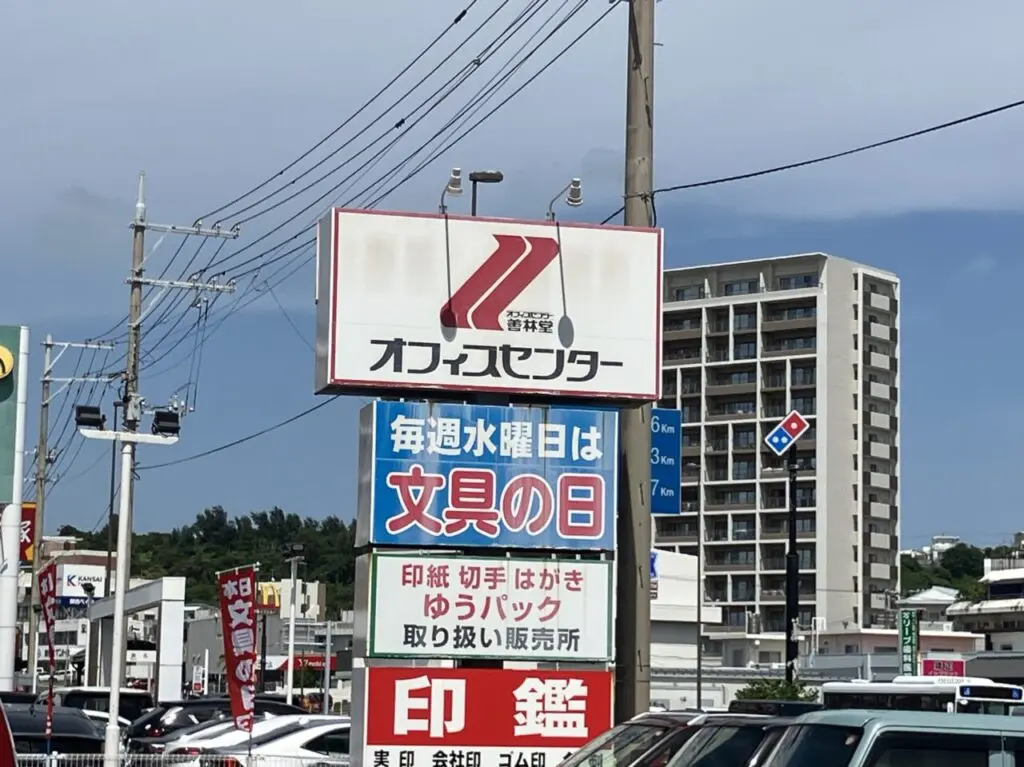 オフィスセンター
善林堂
オフィスセンター
毎週水曜日は
文具の日
印紙 切手 はがき
ゆうパック
取り扱い販売所
印鑑
実印 会社印 ゴム印
6Km
3Km
7Km
KANSAI
日本
文具